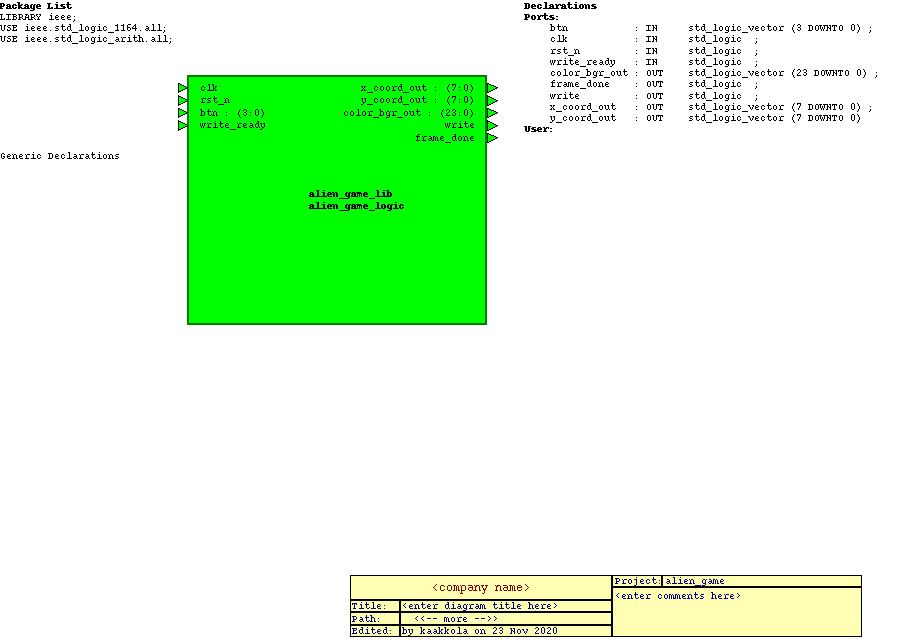 Package List
LIBRARY ieee;
USE ieee.std_logic_1164.all;
USE ieee.std_logic_arith.all;
Generic Declarations
clk
rst_n
btn : (3:0)
write_ready
x_coord_out : (7:0)
y_coord_out : (7:0)
color_bgr_out : (23:0)
write
frame_done
alien_game_lib
alien_game_logic
Declarations
Ports:
btn : IN std_logic_vector (3 DOWNTO 0) ;
clk : IN std_logic ;
rst_n : IN std_logic ;
write_ready : IN std_logic ;
color_bgr_out : OUT std_logic_vector (23 DOWNTO 0) ;
frame_done : OUT std_logic ;
write : OUT std_logic ;
x_coord_out : OUT std_logic_vector (7 DOWNTO 0) ;
y_coord_out : OUT std_logic_vector (7 DOWNTO 0)
User:
<company name>
Title: <enter diagram title here>
Path: <<-- more -->>
Edited: by kaakkola on 23 Nov 2020
Project: alien_game
<enter comments here>